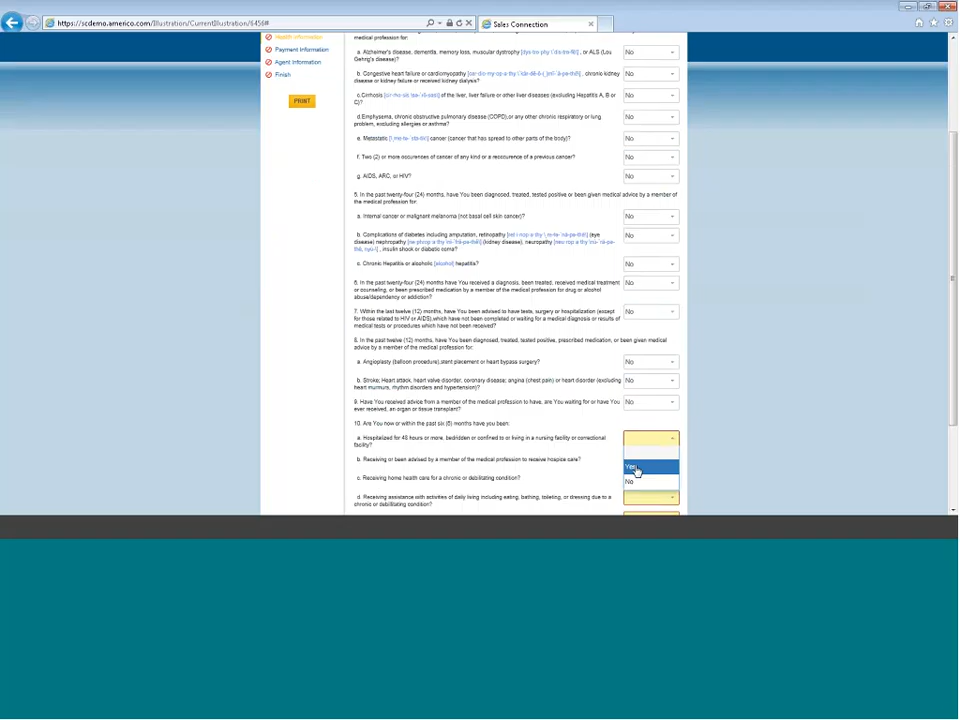 https://scdemo.americo.com/Illustration/CurrentIllustration/6456#
Sales Connection
Health Information
Payment Information
Agent Information
Finish
PRINT
medical profession for:
a. Alzheimer's disease, dementia, memory loss, muscular dystrophy
, or ALS (Lou
Gehrig's disease)?
No
b. Congestive heart failure or cardiomyopathy
, chronic kidney
disease or kidney failure or received kidney dialysis?
No
c.Cirrhosis
of the liver, liver failure or other liver diseases (excluding Hepatitis A, B or
C)?
No
d.Emphysema, chronic obstructive pulmonary disease (COPD),or any other chronic respiratory or lung
problem, excluding allergies or asthma?
No
e. Metastatic
cancer (cancer that has spread to other parts of the body)?
No
f. Two (2) or more occurences of cancer of any kind or a reoccurence of a previous cancer?
No
g. AIDS, ARC, or HIV?
No
5. In the past twenty-four (24) months, have You been diagnosed, treated, tested positive or been given medical advice by a member of
the medical profession for:
a. Internal cancer or malignant melanoma (not basal cell skin cancer)?
No
b. Complications of diabetes including amputation, retinopathy
(eye
disease) nephropathy
(kidney disease), neuropathy
, insulin shock or diabetic coma?
No
c. Chronic Hepatitis or alcoholic [alcohol] hepatitis?
No
6. In the past twenty-four (24) months have You received a diagnosis, been treated, received medical treatment
or counseling, or been prescribed medication by a member of the medical profession for drug or alcohol
abuse/dependency or addiction?
No
7. Within the last twelve (12) months, have You been advised to have tests, surgery or hospitalization (except
for those related to HIV or AIDS),which have not been completed or waiting for a medical diagnosis or results of
medical tests or procedures which have not been received?
No
8. In the past twelve (12) months, have You been diagnosed, treated, tested positive, prescribed medication, or been given medical
advice by a member of the medical profession for:
a. Angioplasty (balloon procedure),stent placement or heart bypass surgery?
No
b. Stroke; Heart attack, heart valve disorder, coronary disease; angina (chest pain) or heart disorder (excluding
heart murmurs, rhythm disorders and hypertension)?
No
9. Have You received advice from a member of the medical profession to have, are You waiting for or have You
ever received, an organ or tissue transplant?
No
10. Are You now or within the past six (6) months have you been:
a. Hospitalized for 48 hours or more, bedridden or confined to or living in a nursing facility or correctional
facility?
Yes
No
b. Receiving or been advised by a member of the medical profession to receive hospice care?
c. Receiving home health care for a chronic or debilitating condition?
d. Receiving assistance with activities of daily living including eating, bathing, toileting, or dressing due to a
chronic or debilitating condition?